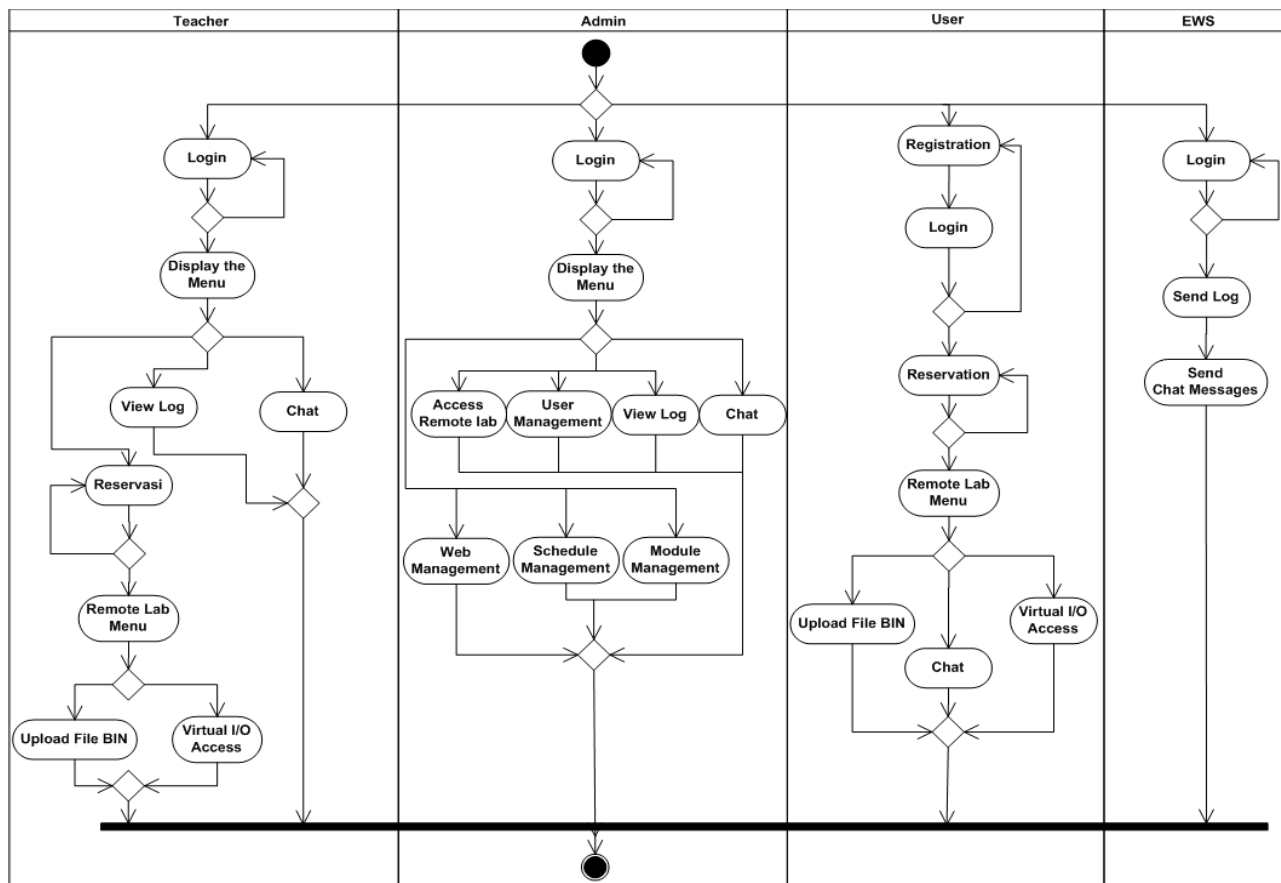 Teacher
Admin
User
EWS
Login
Display the
Menu
View Log
Chat
Reservasi
Remote Lab
Menu
Upload File BIN
Virtual I/O
Access
Login
Display the
Menu
Access
Remote lab
User
Management
View Log
Chat
Web
Management
Schedule
Management
Module
Management
Registration
Login
Reservation
Remote Lab
Menu
Upload File BIN
Chat
Virtual I/O
Access
Login
Send Log
Send
Chat Messages